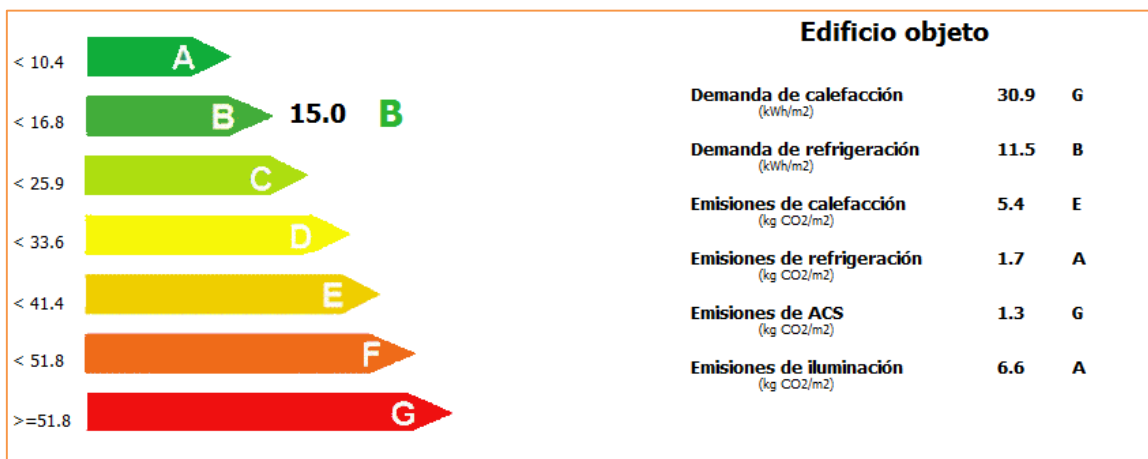 < 10.4 A
< 16.8 B 15.0 B
< 25.9 C
< 33.6 D
< 41.4 E
< 51.8 F
>=51.8 G
Edificio objeto
Demanda de calefacción 30.9 G
(kWh/m2)
Demanda de refrigeración 11.5 B
(kWh/m2)
Emisiones de calefacción 5.4 E
(kg CO2/m2)
Emisiones de refrigeración 1.7 A
(kg CO2/m2)
Emisiones de ACS 1.3 G
(kg CO2/m2)
Emisiones de iluminación 6.6 A
(kg CO2/m2)